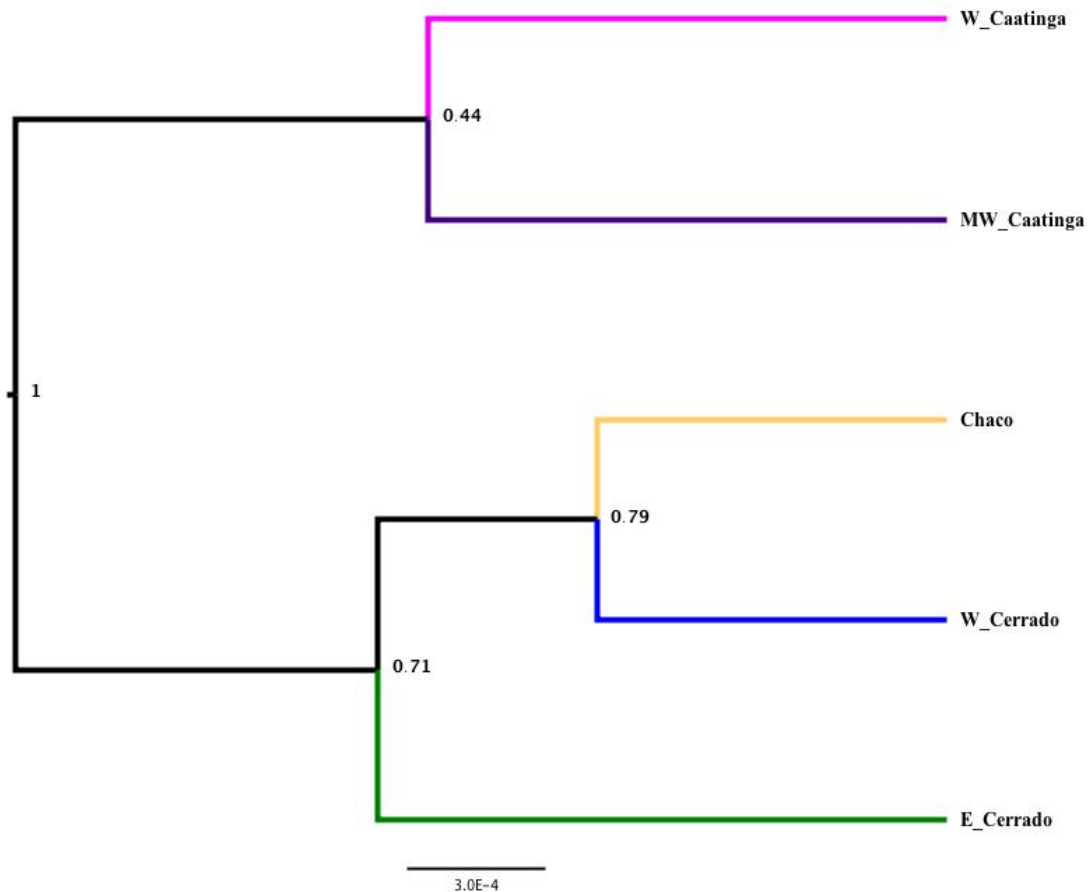 W_Caatinga
0.44
MW_Caatinga
1
Chaco
0.79
W_Cerrado
0.71
E_Cerrado
3.0E-4